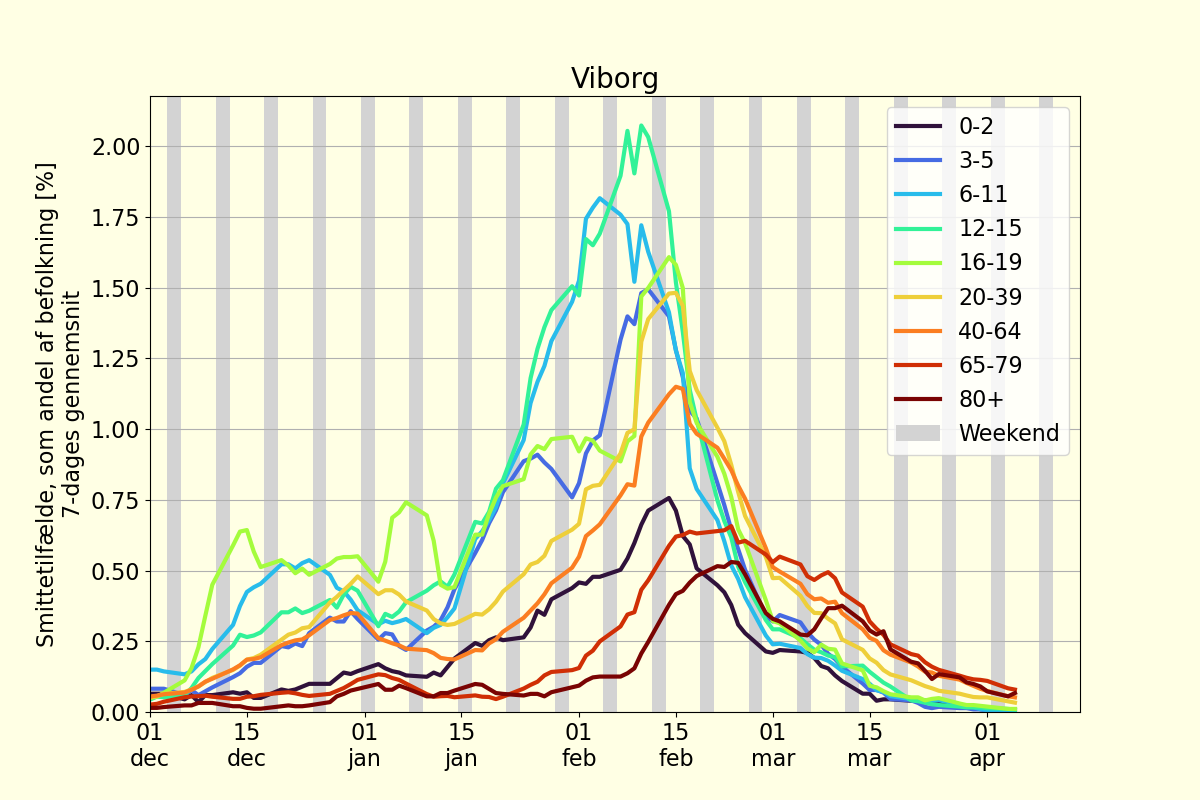 Viborg
Smittetilfælde, som andel af befolkning [%]
7-dages gennemsnit
2.00
1.75
1.50
1.25
1.00
0.75
0.50
0.25
0.00
01 dec
15 dec
01 jan
15 jan
01 feb
15 feb
01 mar
15 mar
01 apr
0-2
3-5
6-11
12-15
16-19
20-39
40-64
65-79
80+
Weekend